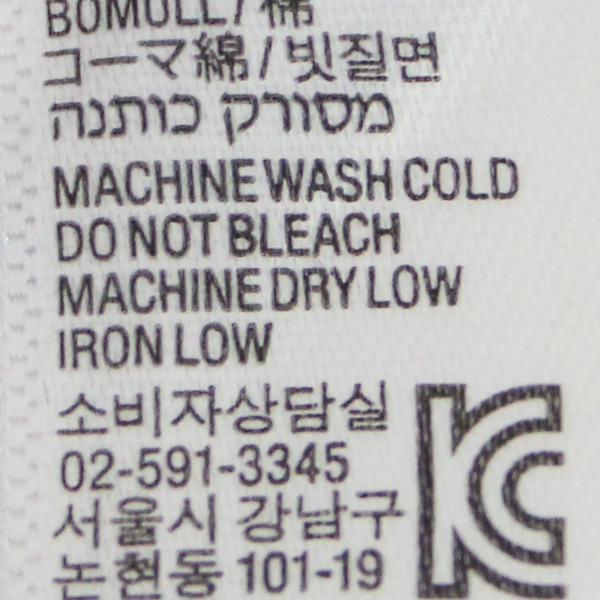 BOMULL / 棉
コーマ綿 / 빗질면
מסורק כותנה
MACHINE WASH COLD
DO NOT BLEACH
MACHINE DRY LOW
IRON LOW
소비자상담실
02-591-3345
서울시 강남구
논현동 101-19
KC